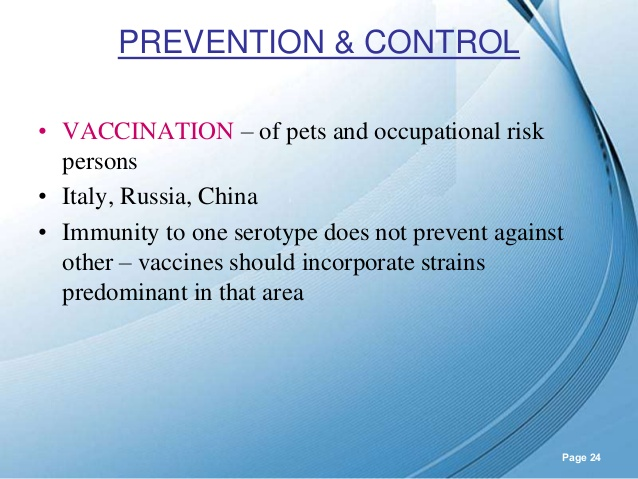 PREVENTION & CONTROL
• VACCINATION – of pets and occupational risk
persons
• Italy, Russia, China
• Immunity to one serotype does not prevent against
other – vaccines should incorporate strains
predominant in that area
Page 24